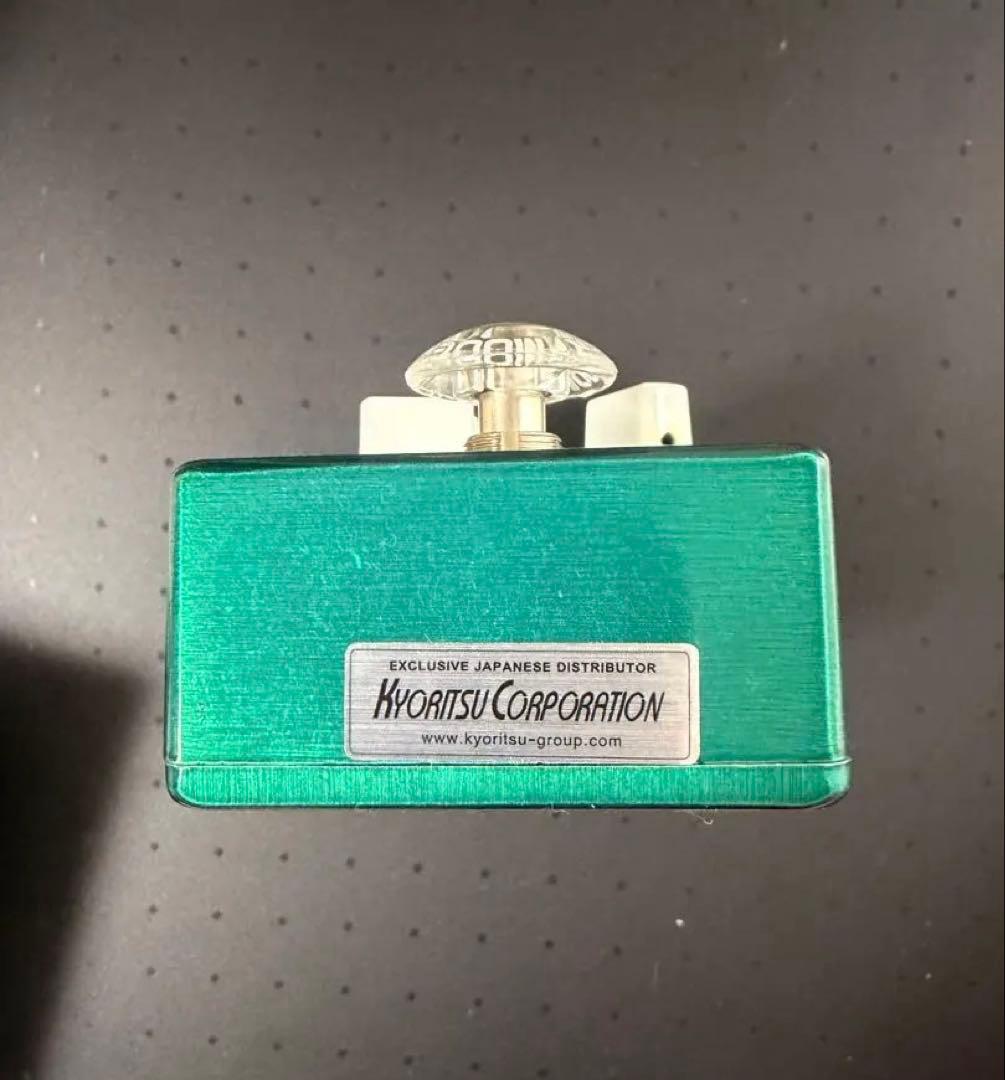 EXCLUSIVE JAPANESE DISTRIBUTOR
KYORITSU CORPORATION
www.kyoritsu-group.com